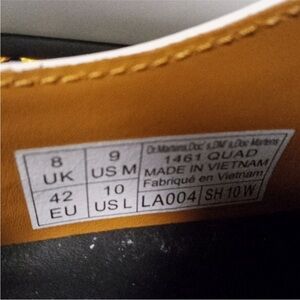 8 UK
9 US M
42 EU
10 US L
Dr.Martens,Doc's,DM's,Doc Martens
1461 QUAD
MADE IN VIETNAM
Fabriqué en Vietnam
LA004
SH 10 W